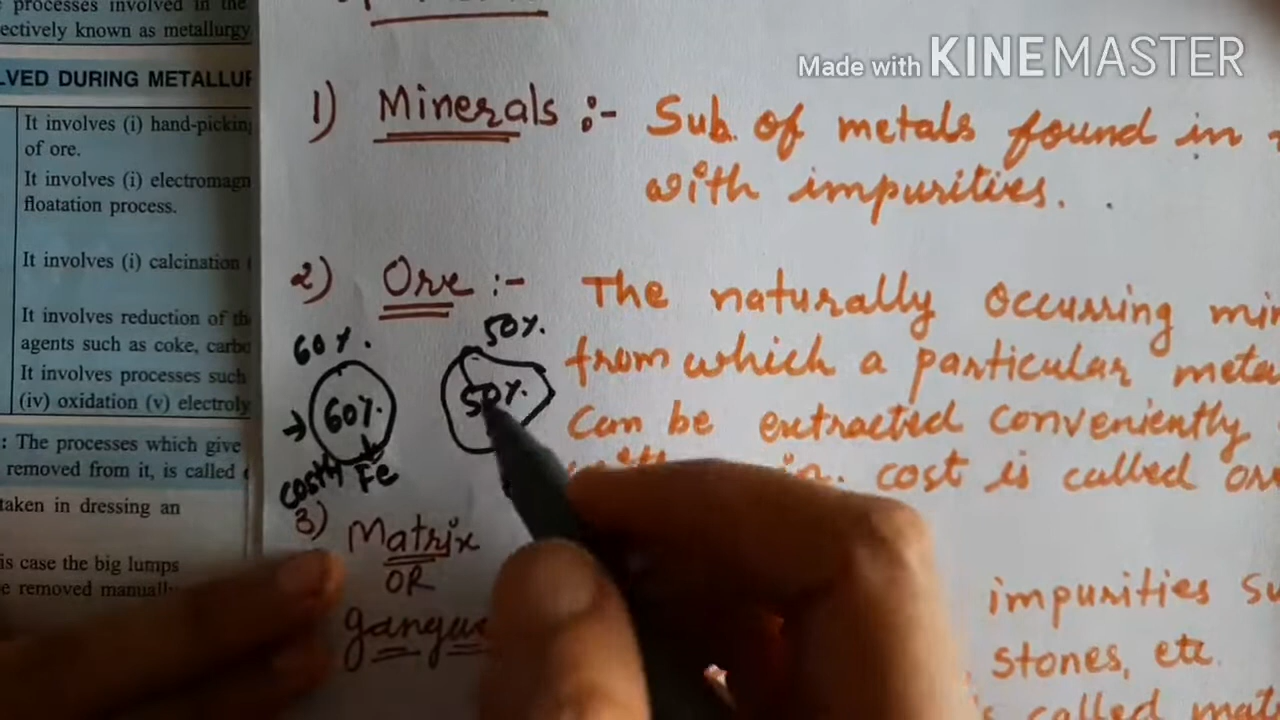 processes involved in the
ectively known as metallurgy
LVED DURING METALLUR
It involves (i) hand-picking
of ore.
It involves (i) electromagn
floatation process.
It involves (i) calcination
It involves reduction of the
agents such as coke, carbo
It involves processes such
(iv) oxidation (v) electroly
: The processes which give
removed from it, is called
taken in dressing an
is case the big lumps
e removed manually
Made with KINEMASTER
1) Minerals :- Sub. of metals found in
with impurities.
2) Ore :- The naturally occurring min
from which a particular meta
can be extracted conveniently
cost is called or
60%. 50%.
60%. 50%.
Fe
3) Matrix
OR
gangue
impurities su
stones, etc.
called mat